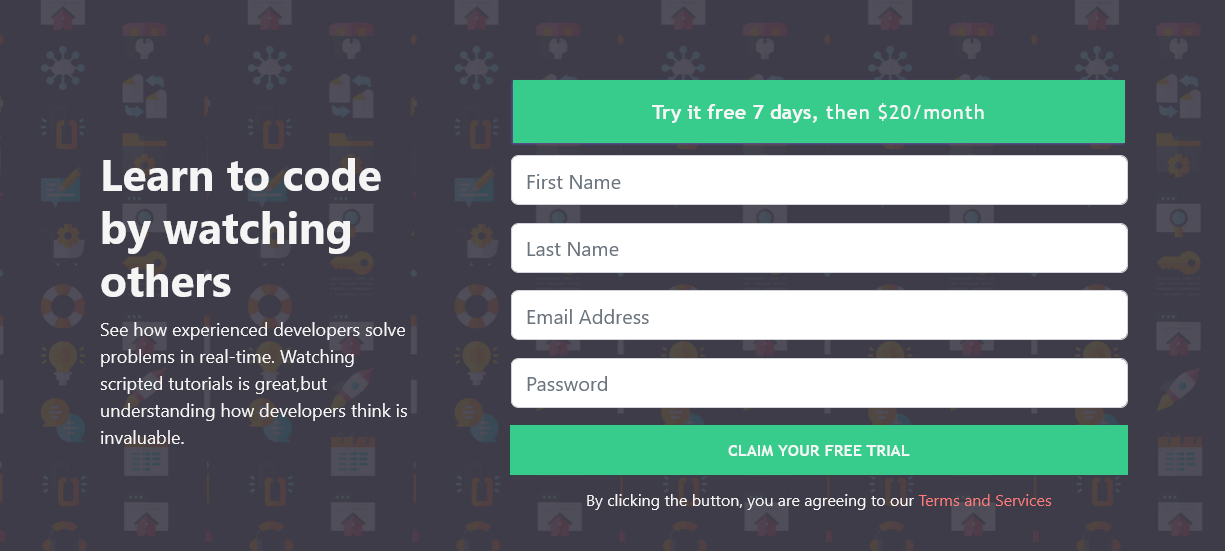 Learn to code
by watching
others
See how experienced developers solve
problems in real-time. Watching
scripted tutorials is great,but
understanding how developers think is
invaluable.
Try it free 7 days, then $20/month
First Name
Last Name
Email Address
Password
CLAIM YOUR FREE TRIAL
By clicking the button, you are agreeing to our Terms and Services